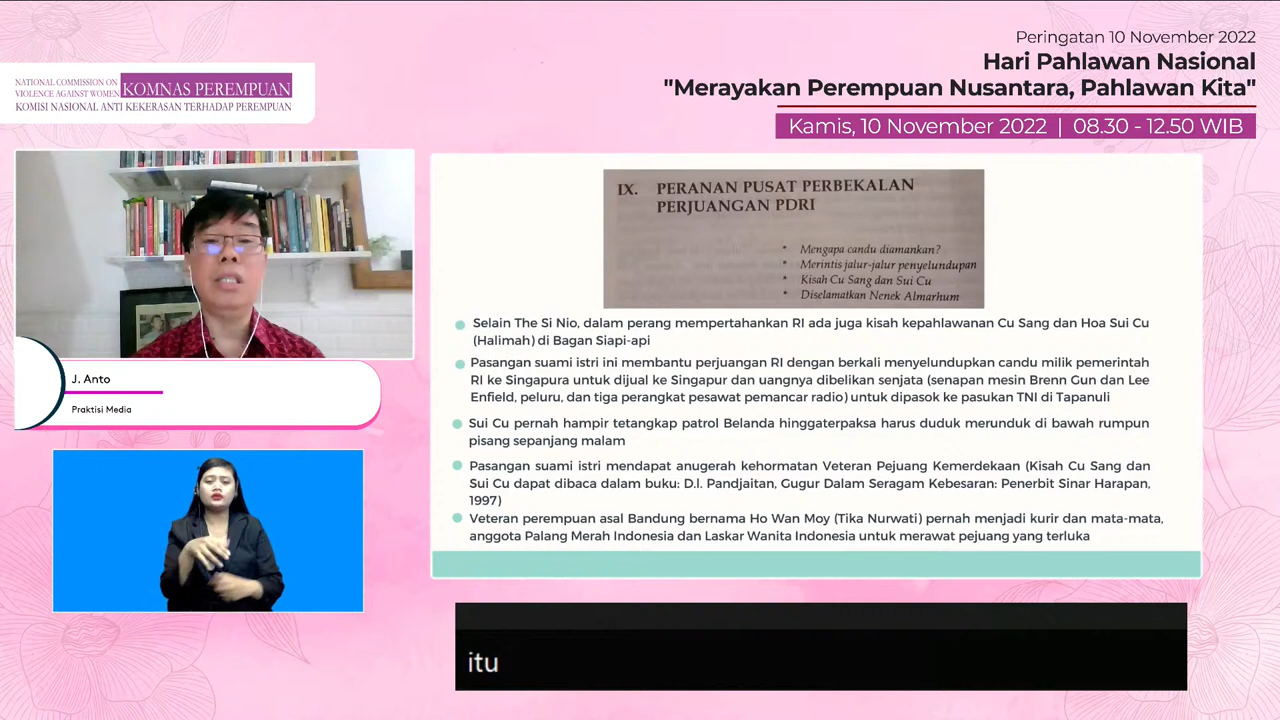 Peringatan 10 November 2022
Hari Pahlawan Nasional
"Merayakan Perempuan Nusantara, Pahlawan Kita"
Kamis, 10 November 2022 | 08.30 - 12.50 WIB
NATIONAL COMMISSION ON
VIOLENCE AGAINST WOMEN
KOMNAS PEREMPUAN
KOMISI NASIONAL ANTI KEKERASAN TERHADAP PEREMPUAN
J. Anto
Praktisi Media
IX. PERANAN PUSAT PERBEKALAN
PERJUANGAN PDRI
* Mengapa candu diamankan?
* Merintis jalur-jalur penyelundupan
* Kisah Cu Sang dan Sui Cu
* Diselamatkan Nenek Almarhum
Selain The Si Nio, dalam perang mempertahankan RI ada juga kisah kepahlawanan Cu Sang dan Hoa Sui Cu
(Halimah) di Bagan Siapi-api
Pasangan suami istri ini membantu perjuangan RI dengan berkali menyelundupkan candu milik pemerintah
RI ke Singapura untuk dijual ke Singapur dan uangnya dibelikan senjata (senapan mesin Brenn Gun dan Lee
Enfield, peluru, dan tiga perangkat pesawat pemancar radio) untuk dipasok ke pasukan TNI di Tapanuli
Sui Cu pernah hampir tetangkap patrol Belanda hinggaterpaksa harus duduk merunduk di bawah rumpun
pisang sepanjang malam
Pasangan suami istri mendapat anugerah kehormatan Veteran Pejuang Kemerdekaan (Kisah Cu Sang dan
Sui Cu dapat dibaca dalam buku: D.I. Pandjaitan, Gugur Dalam Seragam Kebesaran: Penerbit Sinar Harapan,
1997)
Veteran perempuan asal Bandung bernama Ho Wan Moy (Tika Nurwati) pernah menjadi kurir dan mata-mata,
anggota Palang Merah Indonesia dan Laskar Wanita Indonesia untuk merawat pejuang yang terluka
itu